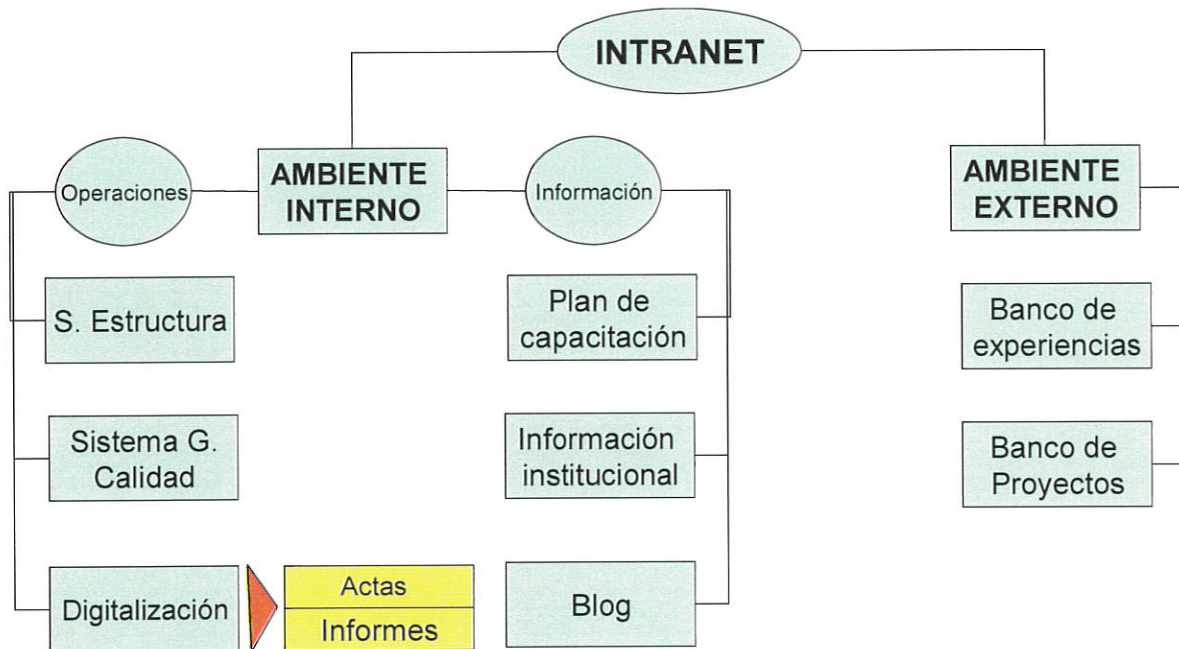 INTRANET
Operaciones
AMBIENTE
INTERNO
Información
AMBIENTE
EXTERNO
S. Estructura
Plan de
capacitación
Banco de
experiencias
Sistema G.
Calidad
Información
institucional
Banco de
Proyectos
Digitalización
Actas
Informes
Blog